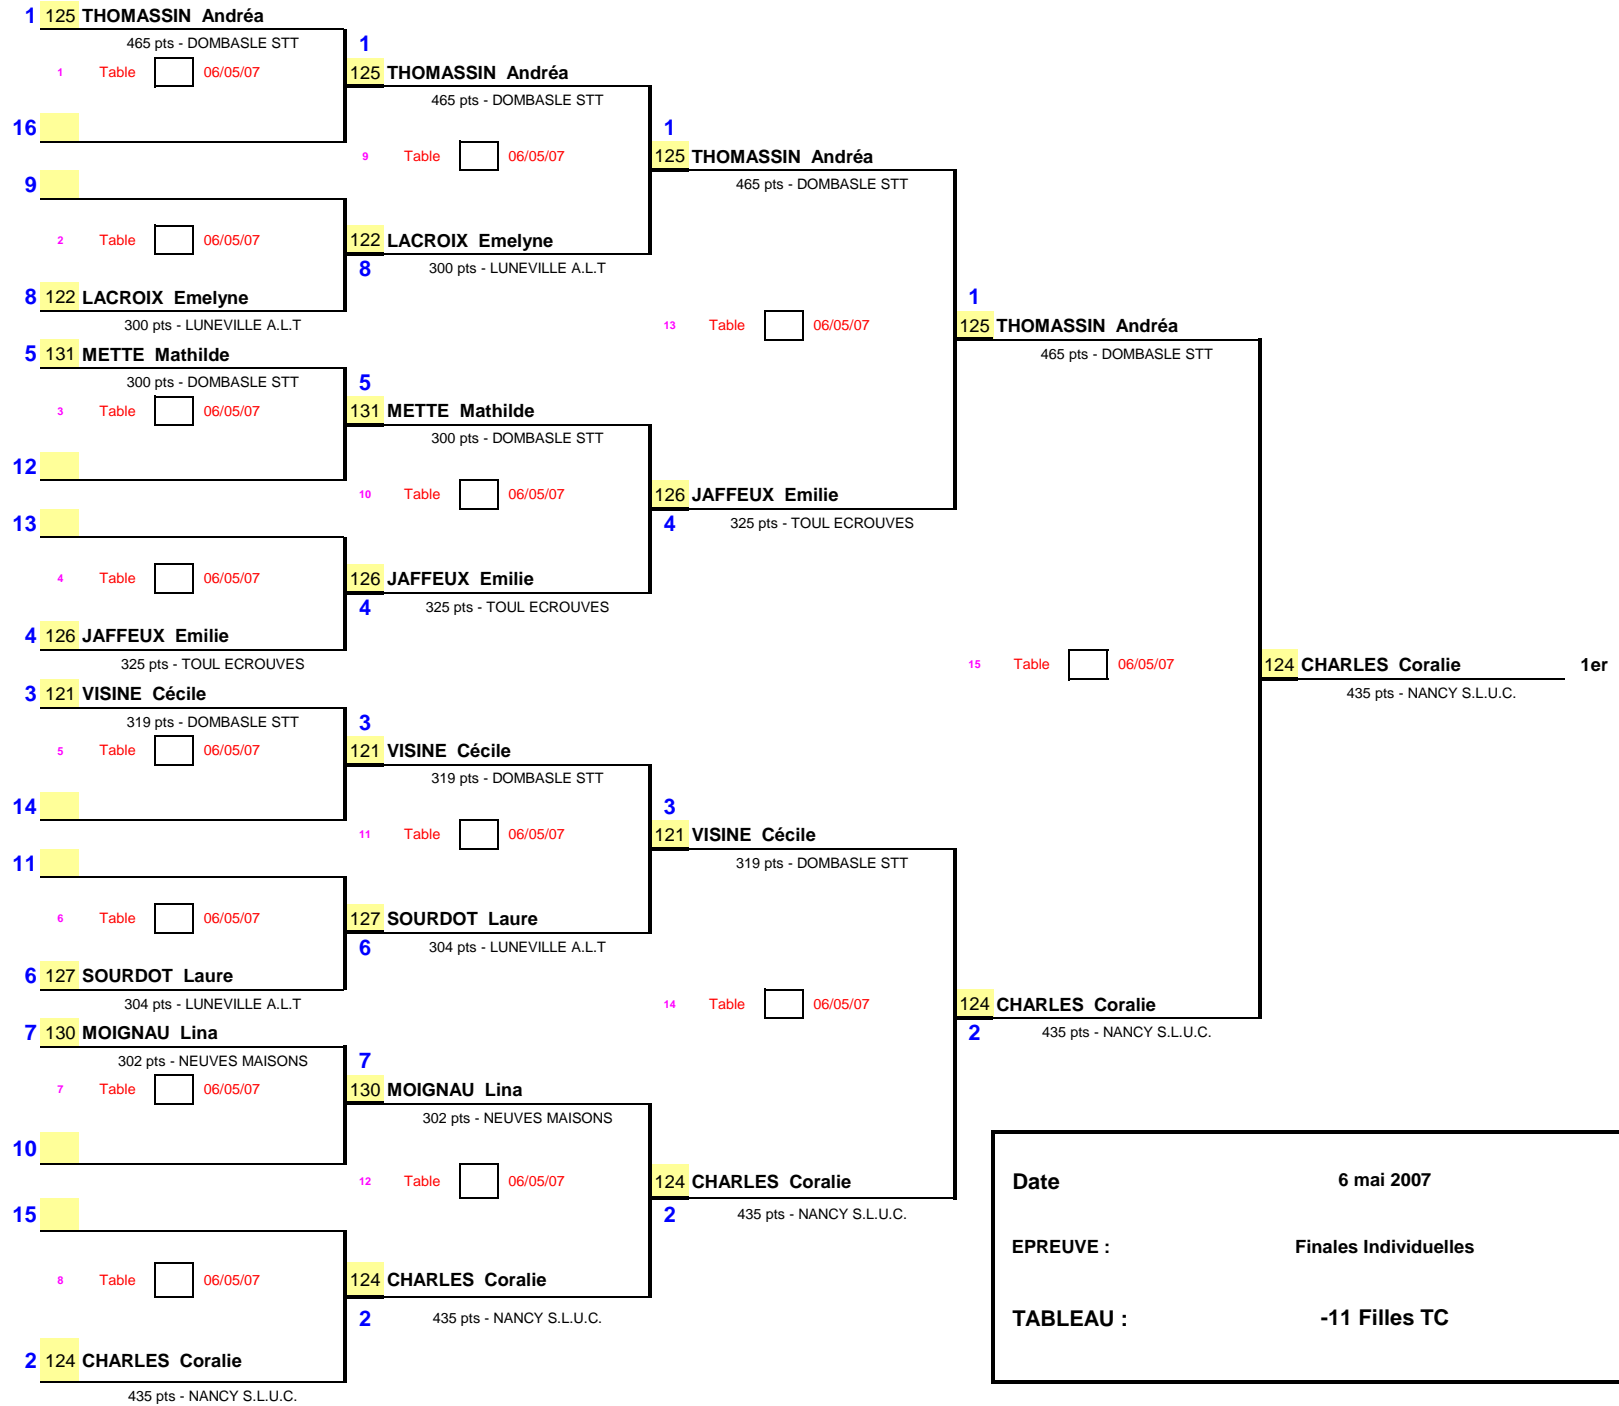 1 125 THOMASSIN Andréa
465 pts - DOMBASLE STT
1 Table 06/05/07
16
9
2 Table 06/05/07
8 122 LACROIX Emelyne
300 pts - LUNEVILLE A.L.T
5 131 METTE Mathilde
300 pts - DOMBASLE STT
3 Table 06/05/07
12
13
4 Table 06/05/07
4 126 JAFFEUX Emilie
325 pts - TOUL ECROUVES
3 121 VISINE Cécile
319 pts - DOMBASLE STT
5 Table 06/05/07
14
11
6 Table 06/05/07
6 127 SOURDOT Laure
304 pts - LUNEVILLE A.L.T
7 130 MOIGNAU Lina
302 pts - NEUVES MAISONS
7 Table 06/05/07
10
15
8 Table 06/05/07
2 124 CHARLES Coralie
435 pts - NANCY S.L.U.C.
1
125 THOMASSIN Andréa
465 pts - DOMBASLE STT
9 Table 06/05/07
122 LACROIX Emelyne
8 300 pts - LUNEVILLE A.L.T
5
131 METTE Mathilde
300 pts - DOMBASLE STT
10 Table 06/05/07
126 JAFFEUX Emilie
4 325 pts - TOUL ECROUVES
3
121 VISINE Cécile
319 pts - DOMBASLE STT
11 Table 06/05/07
127 SOURDOT Laure
6 304 pts - LUNEVILLE A.L.T
7
130 MOIGNAU Lina
302 pts - NEUVES MAISONS
12 Table 06/05/07
124 CHARLES Coralie
2 435 pts - NANCY S.L.U.C.
1
125 THOMASSIN Andréa
465 pts - DOMBASLE STT
13 Table 06/05/07
126 JAFFEUX Emilie
4 325 pts - TOUL ECROUVES
3
121 VISINE Cécile
319 pts - DOMBASLE STT
14 Table 06/05/07
124 CHARLES Coralie
2 435 pts - NANCY S.L.U.C.
1
125 THOMASSIN Andréa
465 pts - DOMBASLE STT
15 Table 06/05/07
124 CHARLES Coralie
2 435 pts - NANCY S.L.U.C.
124 CHARLES Coralie 1er
435 pts - NANCY S.L.U.C.
Date 6 mai 2007
EPREUVE : Finales Individuelles
TABLEAU : -11 Filles TC